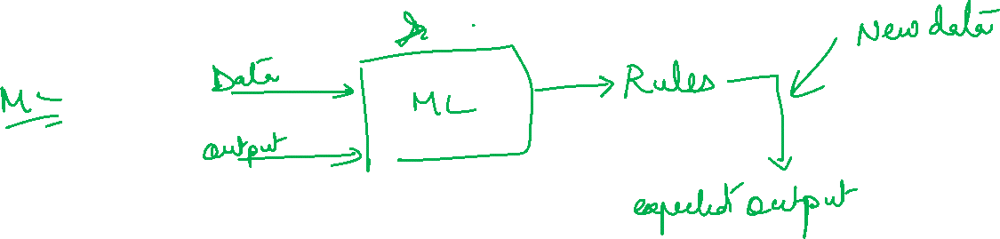 New data
Data
ML
ML
Rules
output
expected output